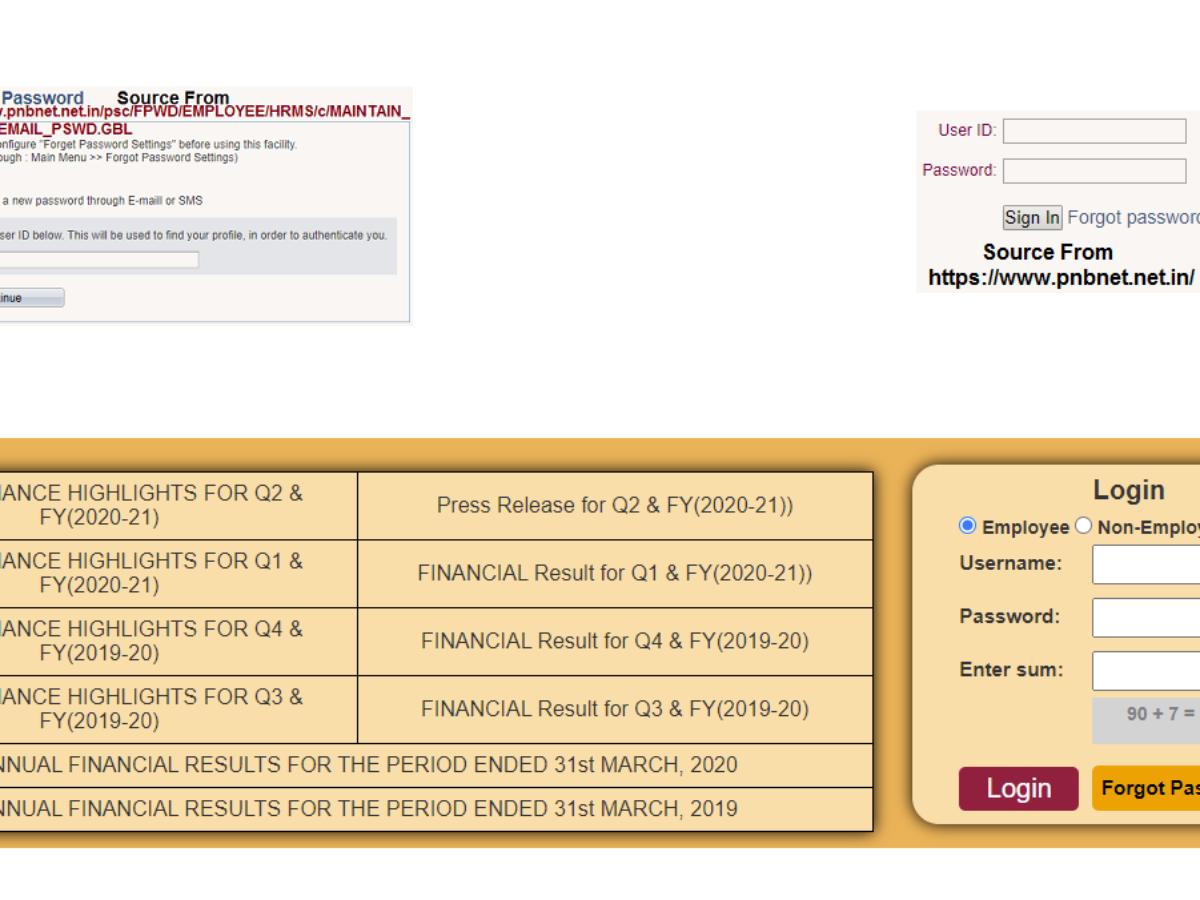 Password Source From
.pnbnet.net.in/psc/FPWD/EMPLOYEE/HRMS/c/MAINTAIN_
EMAIL_PSWD.GBL
onfigure "Forget Password Settings" before using this facility.
ough : Main Menu >> Forgot Password Settings)
a new password through E-maill or SMS
ser ID below. This will be used to find your profile, in order to authenticate you.
inue
User ID:
Password:
Sign In Forgot password
Source From
https://www.pnbnet.net.in/
IANCE HIGHLIGHTS FOR Q2 &
FY(2020-21)
Press Release for Q2 & FY(2020-21))
IANCE HIGHLIGHTS FOR Q1 &
FY(2020-21)
FINANCIAL Result for Q1 & FY(2020-21))
IANCE HIGHLIGHTS FOR Q4 &
FY(2019-20)
FINANCIAL Result for Q4 & FY(2019-20)
IANCE HIGHLIGHTS FOR Q3 &
FY(2019-20)
FINANCIAL Result for Q3 & FY(2019-20)
NNUAL FINANCIAL RESULTS FOR THE PERIOD ENDED 31st MARCH, 2020
NNUAL FINANCIAL RESULTS FOR THE PERIOD ENDED 31st MARCH, 2019
Login
Employee Non-Employ
Username:
Password:
Enter sum:
90 + 7 =
Login Forgot Pas